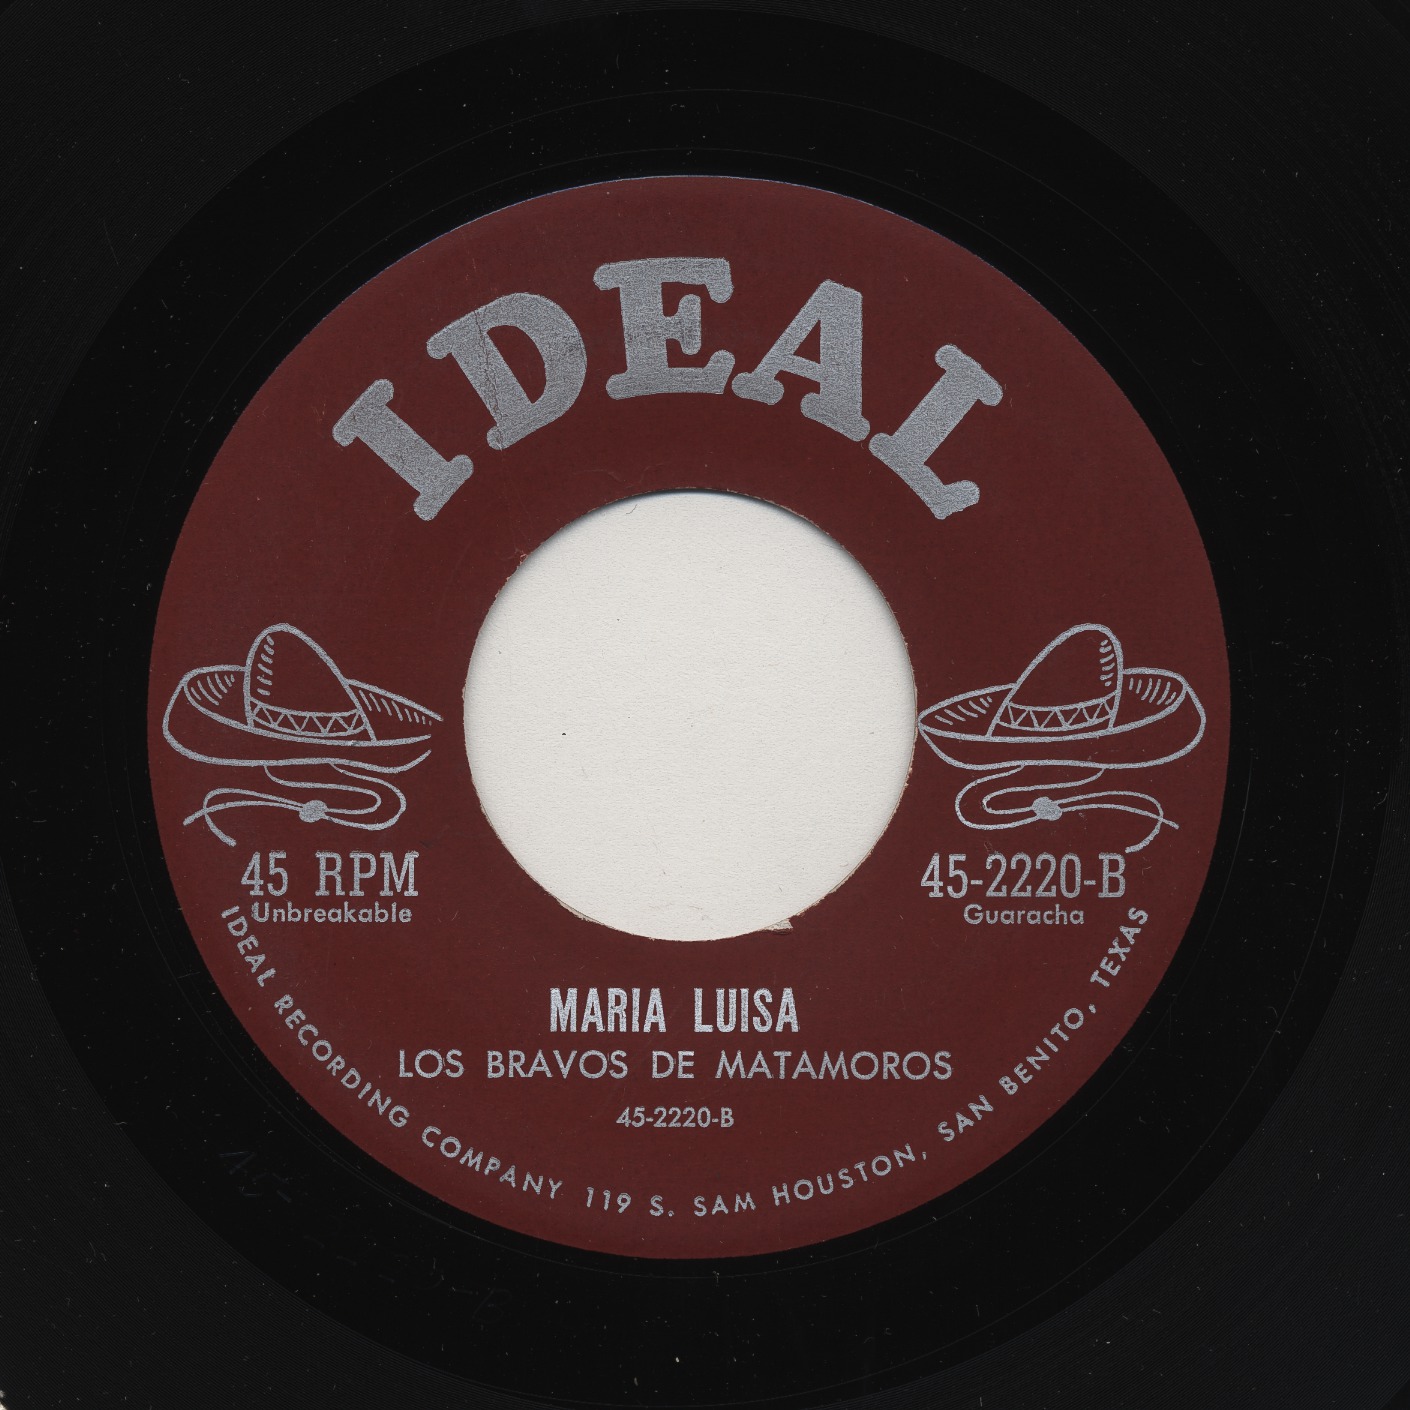 IDEAL
45 RPM
Unbreakable
45-2220-B
Guaracha
MARIA LUISA
LOS BRAVOS DE MATAMOROS
45-2220-B
IDEAL RECORDING COMPANY 119 S. SAM HOUSTON, SAN BENITO, TEXAS